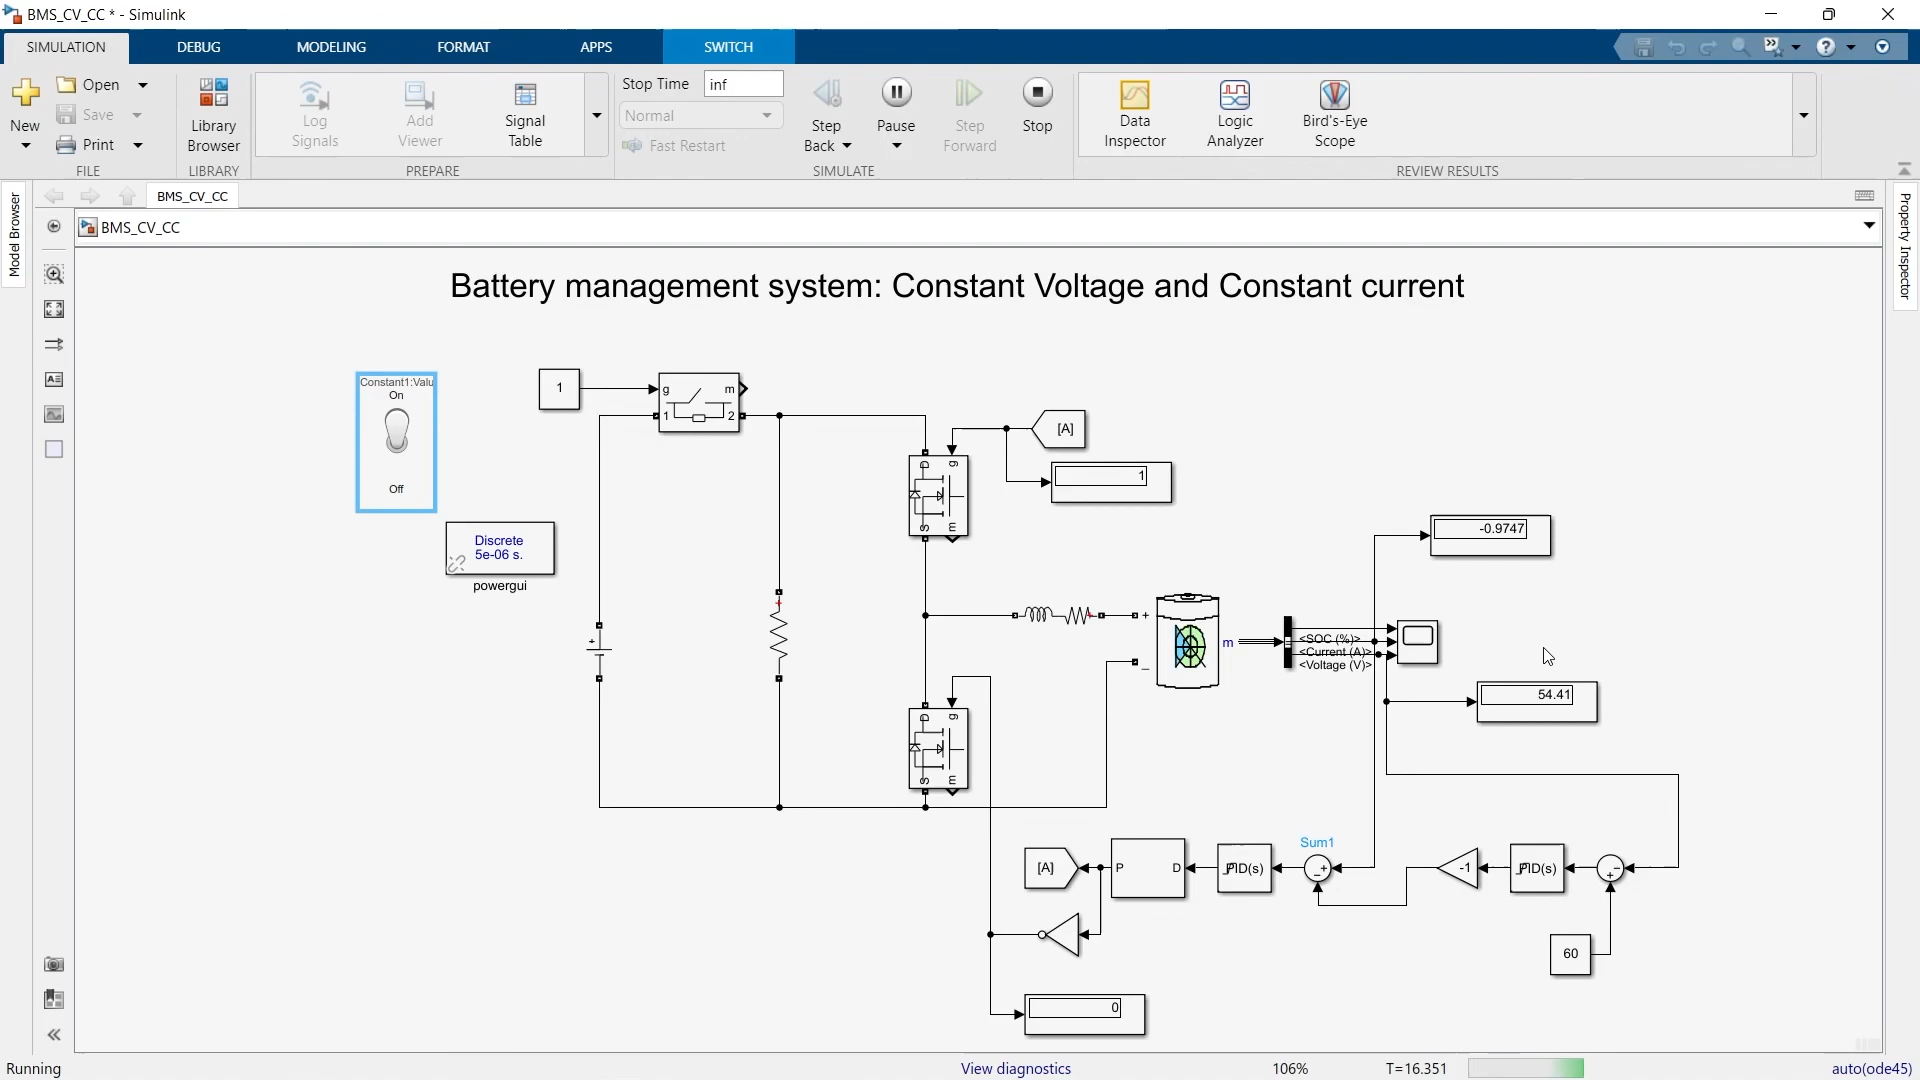 BMS_CV_CC * - Simulink
SIMULATION DEBUG MODELING FORMAT APPS SWITCH
New
Open
Save
Print
FILE
Library Browser
LIBRARY
Log Signals
Add Viewer
Signal Table
PREPARE
Stop Time inf
Normal
Fast Restart
Step Back
Pause
Step Forward
Stop
SIMULATE
Data Inspector
Logic Analyzer
Bird's-Eye Scope
REVIEW RESULTS
Model Browser
BMS_CV_CC
BMS_CV_CC
Property Inspector
Battery management system: Constant Voltage and Constant current
Constant1:Valu
On
Off
1
g m
1 2
[A]
D g
S m
1
Discrete
5e-06 s.
powergui
-0.9747
+
+
+
_
m
<SOC (%)>
<Current (A)>
<Voltage (V)>
54.41
D g
S m
Sum1
[A]
P D
PID(s)
+
−
-1
PID(s)
−
+
60
0
Running
View diagnostics
106%
T=16.351
auto(ode45)